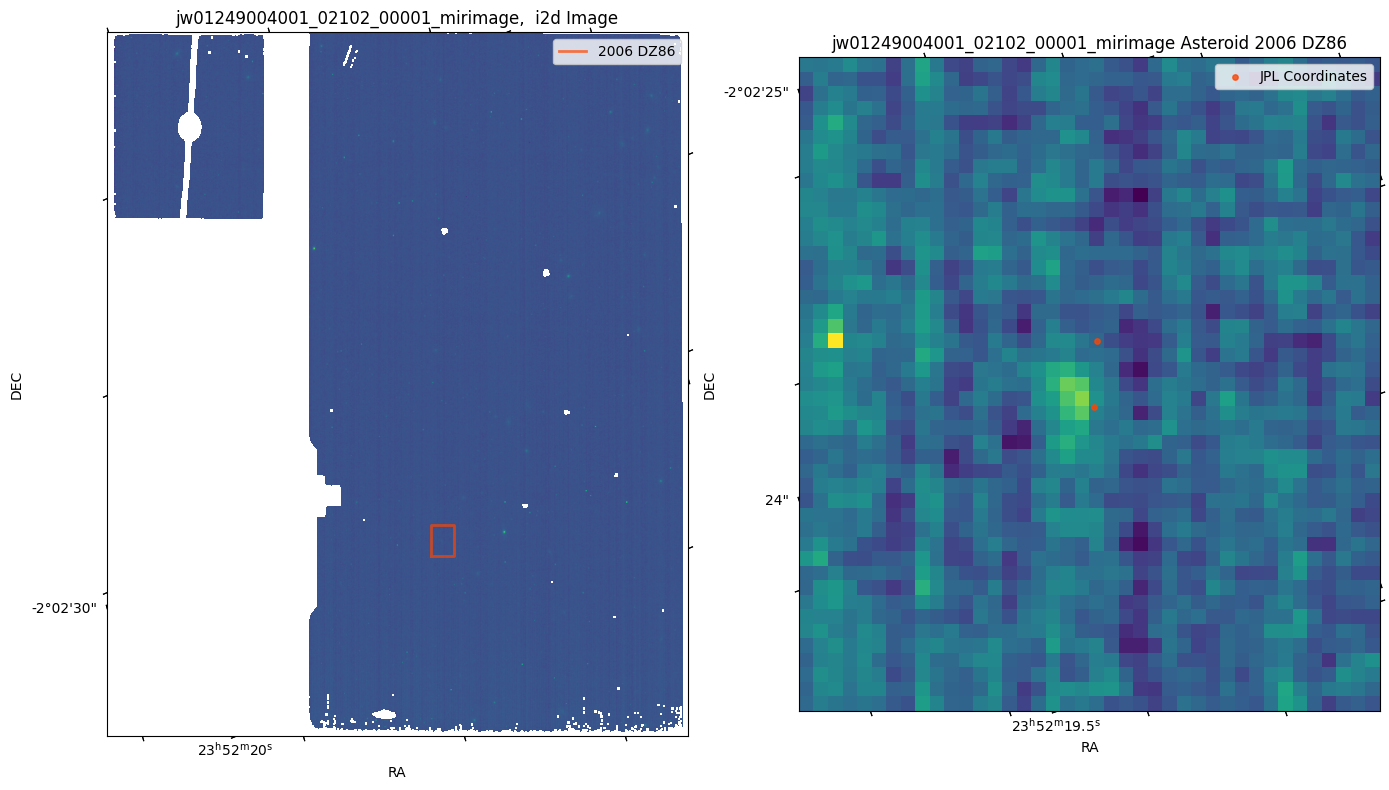 jw01249004001_02102_00001_mirimage,  i2d Image
2006 DZ86
DEC
-2°02'30"
23h52m20s
RA
jw01249004001_02102_00001_mirimage Asteroid 2006 DZ86
JPL Coordinates
-2°02'25"
DEC
24"
23h52m19.5s
RA